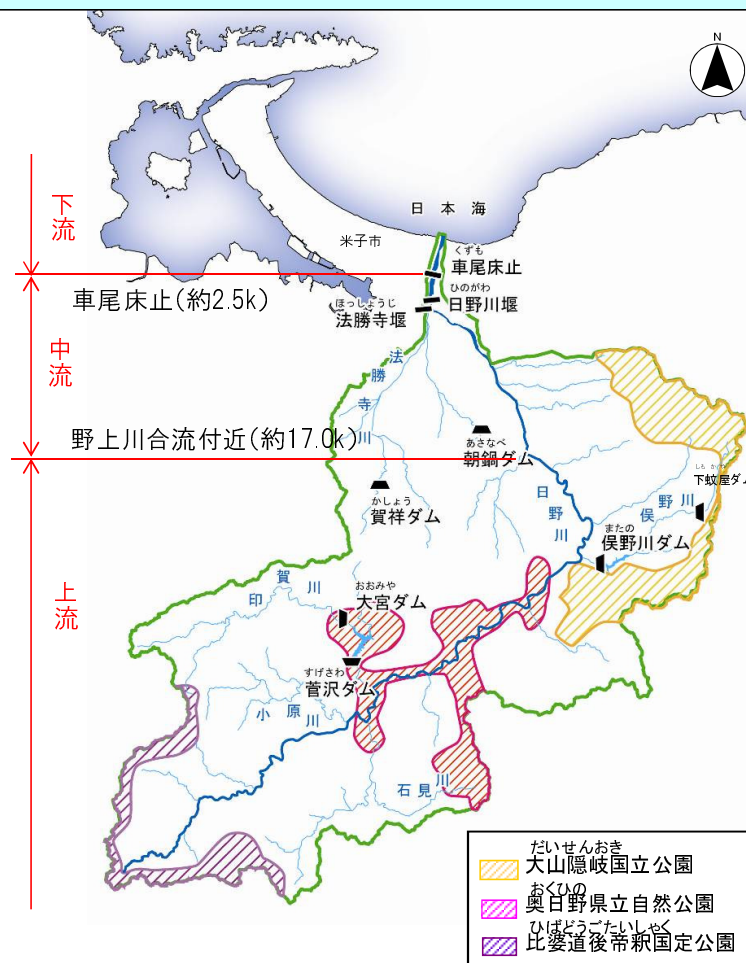 N
日本海
米子市
下流
くずも
車尾床止
ひのがわ
日野川堰
車尾床止(約2.5k)
ほっしょうじ
法勝寺堰
中流
法勝寺川
野上川合流付近(約17.0k)
あさなべ
朝鍋ダム
かしょう
賀祥ダム
日野川
下蚊屋ダム
俣野川
またの
俣野川ダム
上流
印賀川
おおみや
大宮ダム
すげさわ
菅沢ダム
小原川
石見川
だいせんおき
大山隠岐国立公園
おくひの
奥日野県立自然公園
ひばどうごたいしゃく
比婆道後帝釈国定公園